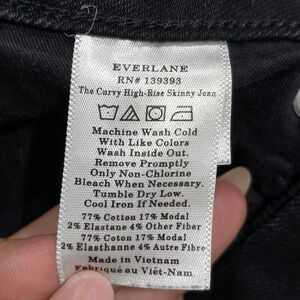 EVERLANE
RN# 139393
The Curvy High-Rise Skinny Jean
Machine Wash Cold
With Like Colors
Wash Inside Out.
Remove Promptly
Only Non-Chlorine
Bleach When Necessary.
Tumble Dry Low.
Cool Iron If Needed.
77% Cotton 17% Modal
2% Elastane 4% Other Fiber
77% Coton 17% Modal
2% Elasthanne 4% Autre Fibre
Made in Vietnam
Fabriqué au Viêt-Nam